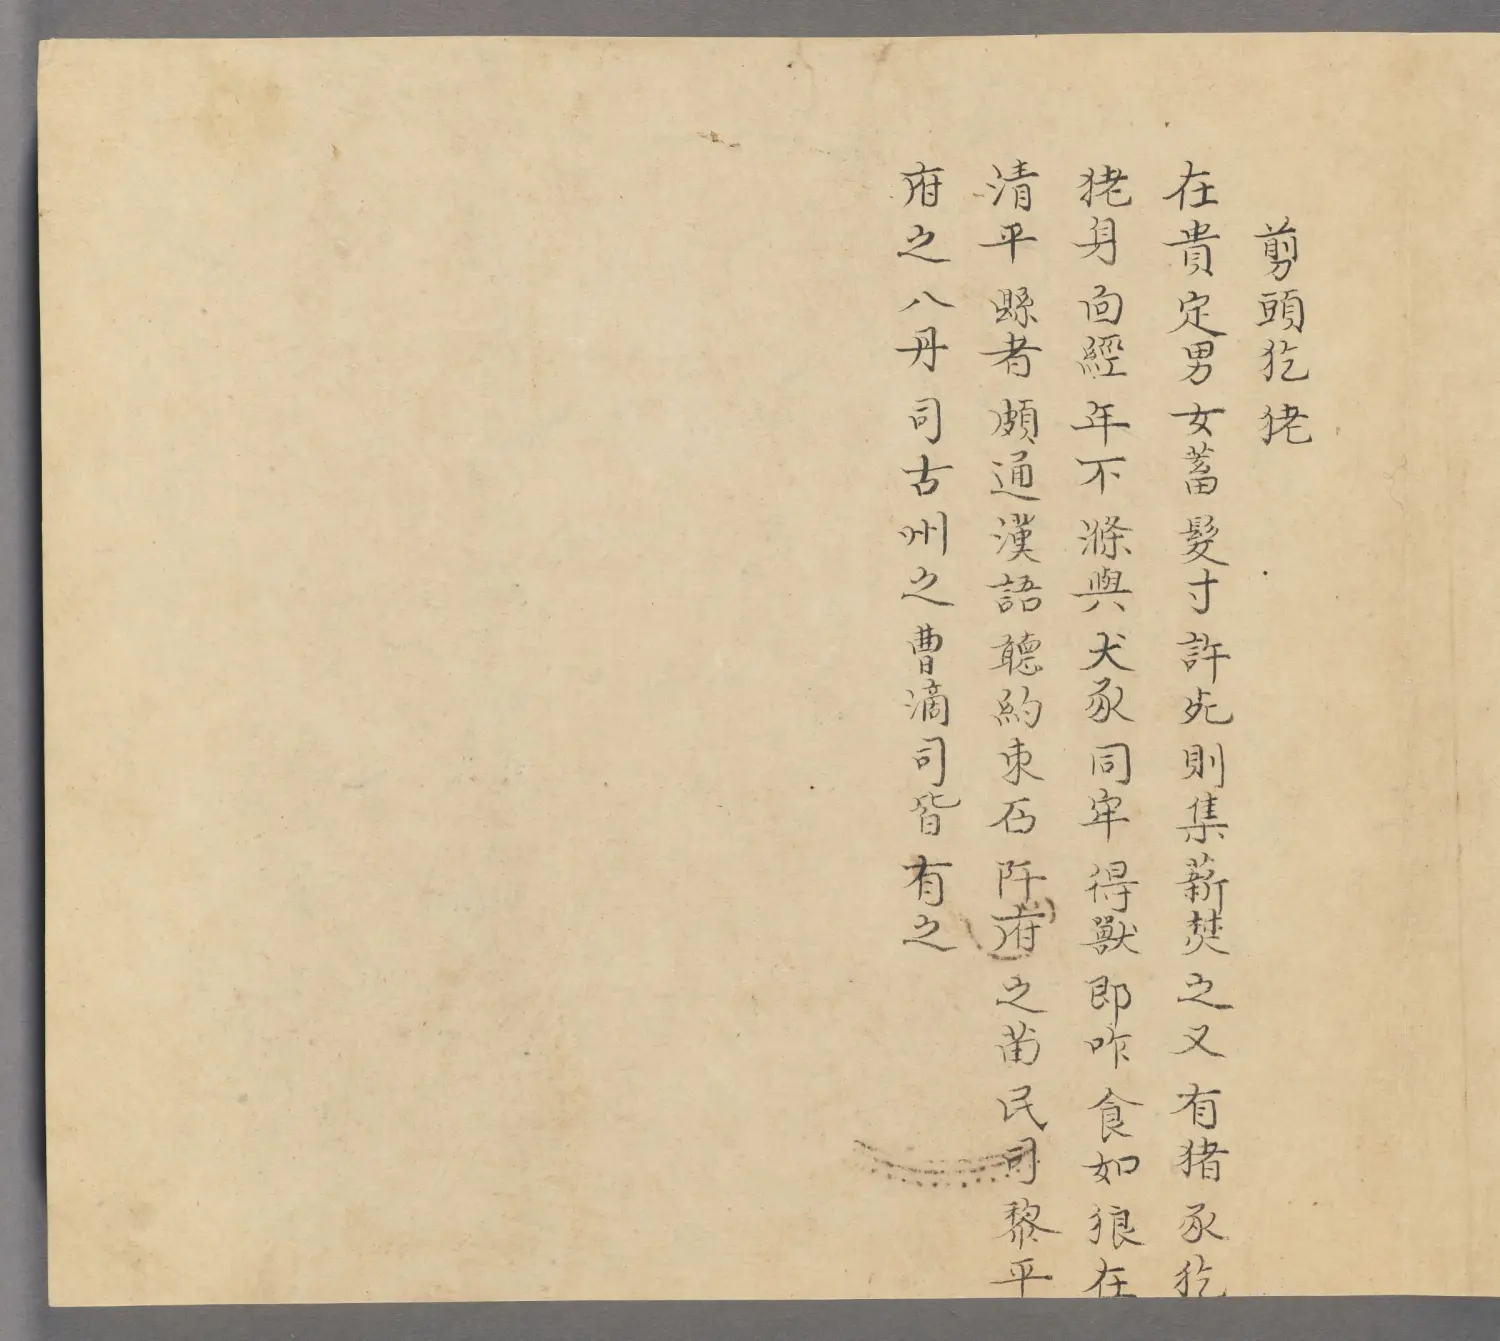 剪頭犵狫
在貴定男女蓄髮寸許死則集薪焚之又有猪豕犵
狫身面經年不滌與犬豕同牢得獸即咋食如狼在
清平縣者頗通漢語聽約束石阡府之苗民司黎平
府之八丹司古州之曹滴司皆有之